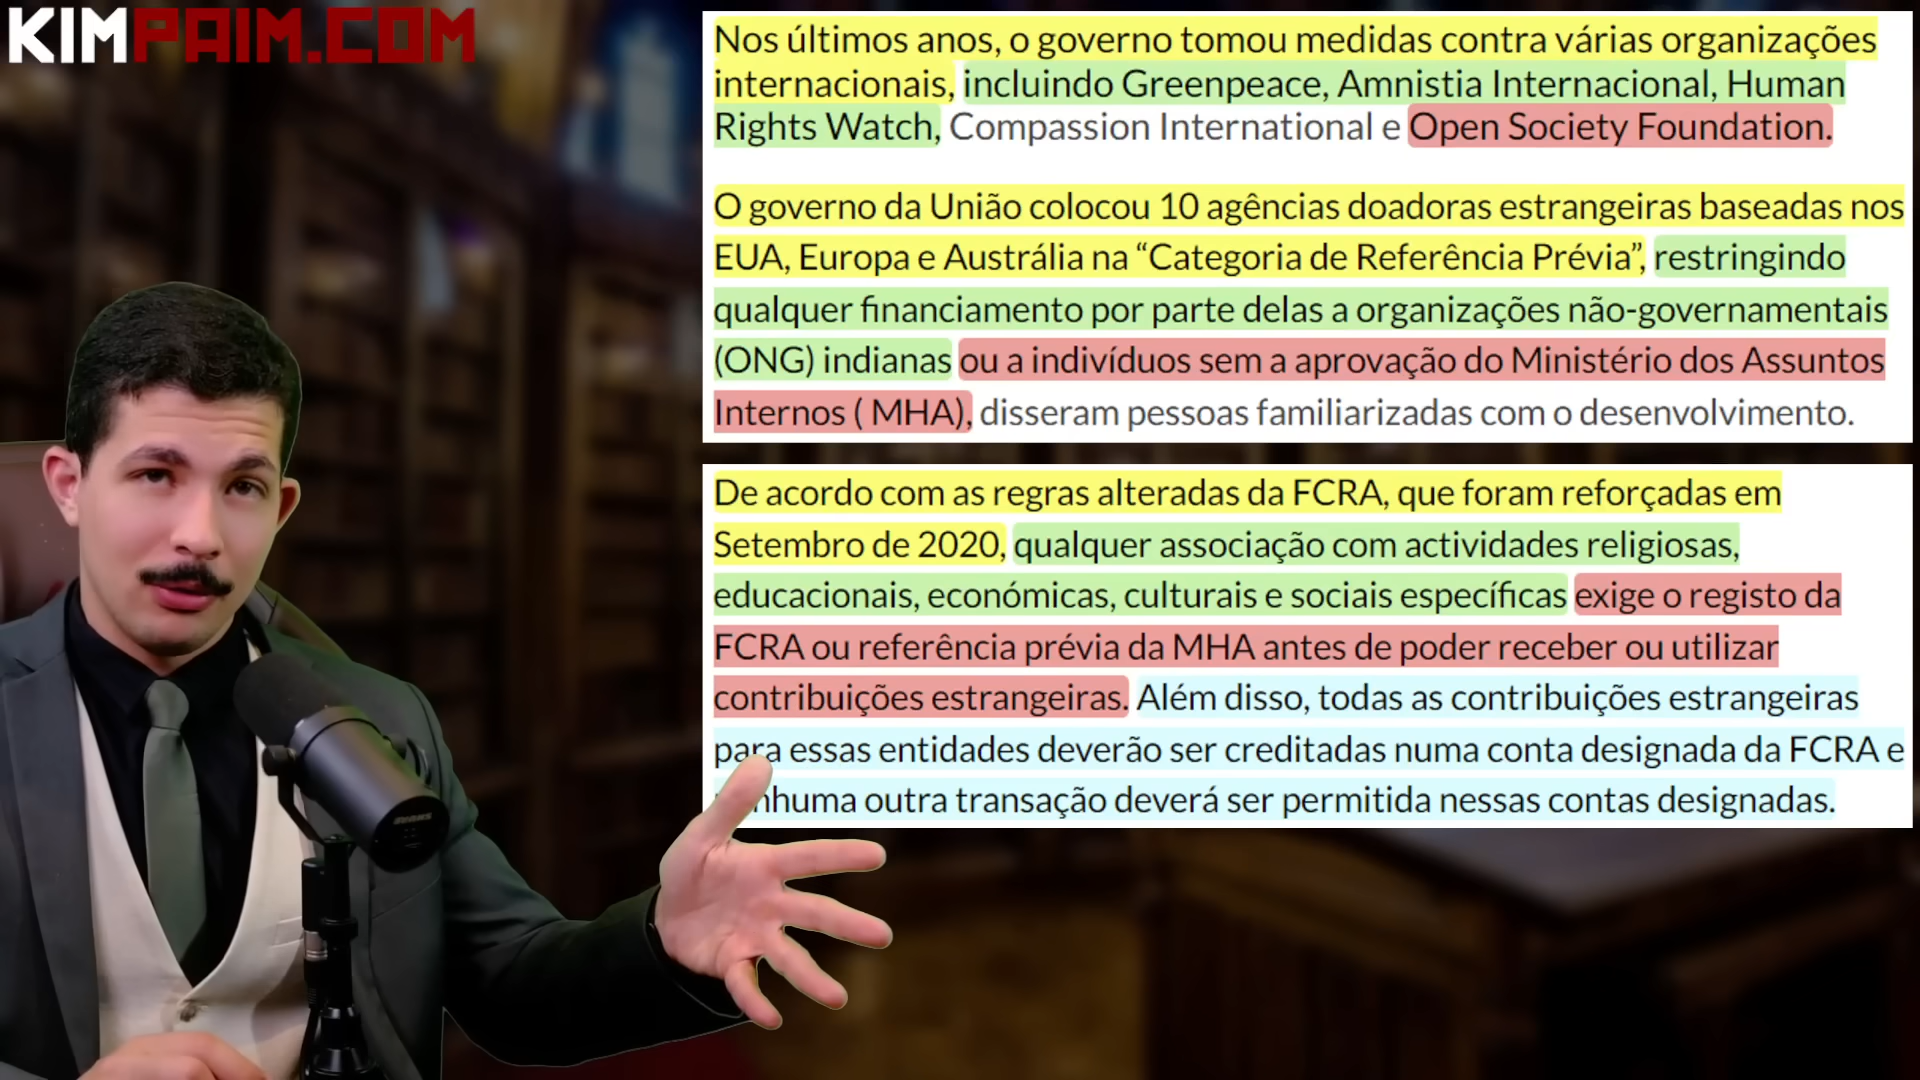 KIMPAIM.COM
Nos últimos anos, o governo tomou medidas contra várias organizações
internacionais, incluindo Greenpeace, Amnistia Internacional, Human
Rights Watch, Compassion International e Open Society Foundation.
O governo da União colocou 10 agências doadoras estrangeiras baseadas nos
EUA, Europa e Austrália na “Categoria de Referência Prévia”, restringindo
qualquer financiamento por parte delas a organizações não-governamentais
(ONG) indianas ou a indivíduos sem a aprovação do Ministério dos Assuntos
Internos ( MHA), disseram pessoas familiarizadas com o desenvolvimento.
De acordo com as regras alteradas da FCRA, que foram reforçadas em
Setembro de 2020, qualquer associação com actividades religiosas,
educacionais, económicas, culturais e sociais específicas exige o registo da
FCRA ou referência prévia da MHA antes de poder receber ou utilizar
contribuições estrangeiras. Além disso, todas as contribuições estrangeiras
para essas entidades deverão ser creditadas numa conta designada da FCRA e
outra transação deverá ser permitida nessas contas designadas.